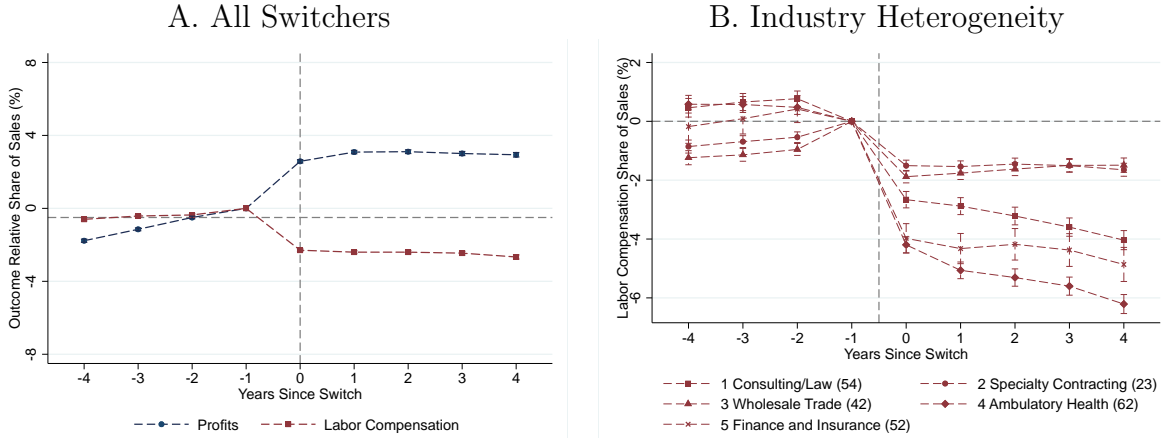 A. All Switchers
Outcome Relative Share of Sales (%)
8
4
0
-4
-8
-4 -3 -2 -1 0 1 2 3 4
Years Since Switch
Profits Labor Compensation
B. Industry Heterogeneity
Labor Compensation Share of Sales (%)
2
0
-2
-4
-6
-4 -3 -2 -1 0 1 2 3 4
Years Since Switch
1 Consulting/Law (54) 2 Specialty Contracting (23)
3 Wholesale Trade (42) 4 Ambulatory Health (62)
5 Finance and Insurance (52)